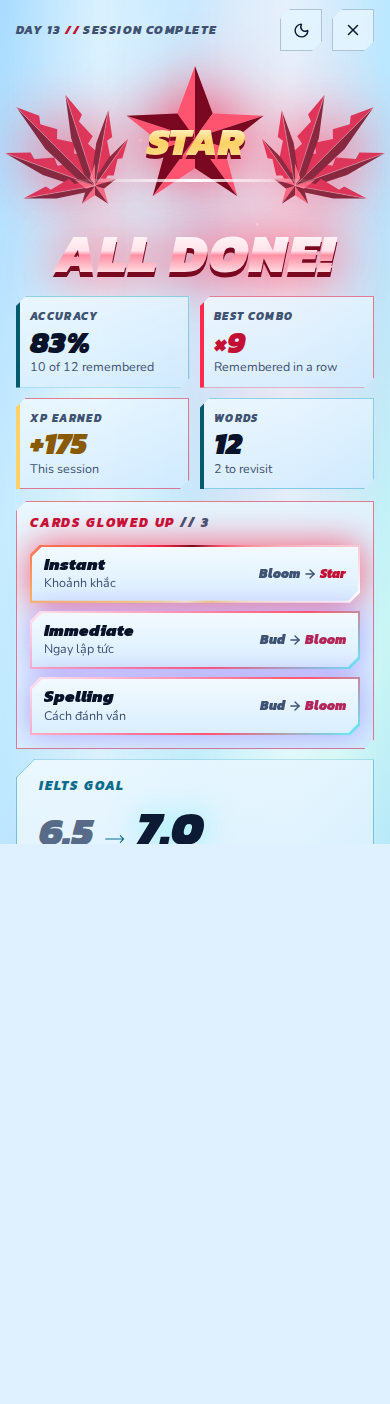 DAY 13 // SESSION COMPLETE
STAR
ALL DONE!
ACCURACY
83%
10 of 12 remembered
BEST COMBO
×9
Remembered in a row
XP EARNED
+175
This session
WORDS
12
2 to revisit
CARDS GLOWED UP // 3
Instant
Khoảnh khắc
Bloom → Star
Immediate
Ngay lập tức
Bud → Bloom
Spelling
Cách đánh vần
Bud → Bloom
IELTS GOAL
6.5 → 7.0